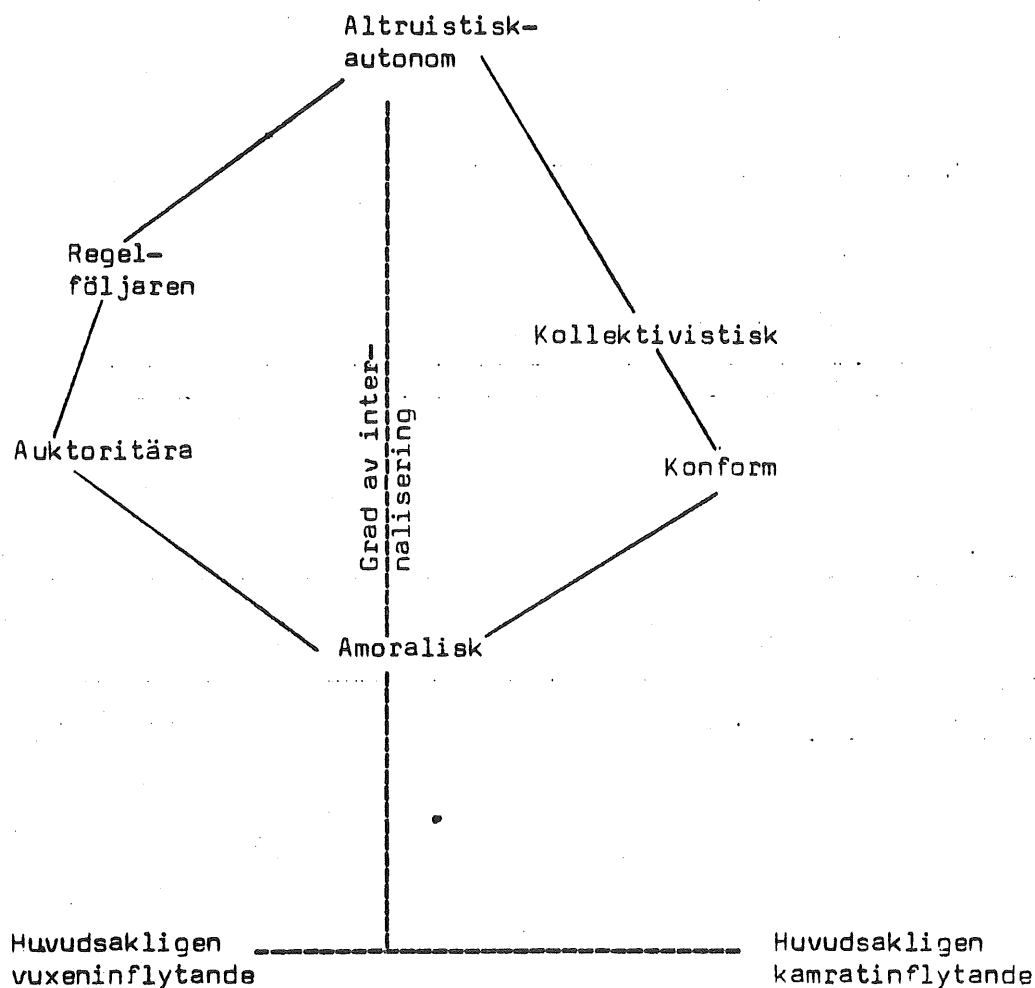 Altruistisk-
autonom
Regel-
följaren
Kollektivistisk
Grad av inter-
nalisering
Auktoritära
Konform
Amoralisk
Huvudsakligen
vuxeninflytande
Huvudsakligen
kamratinflytande